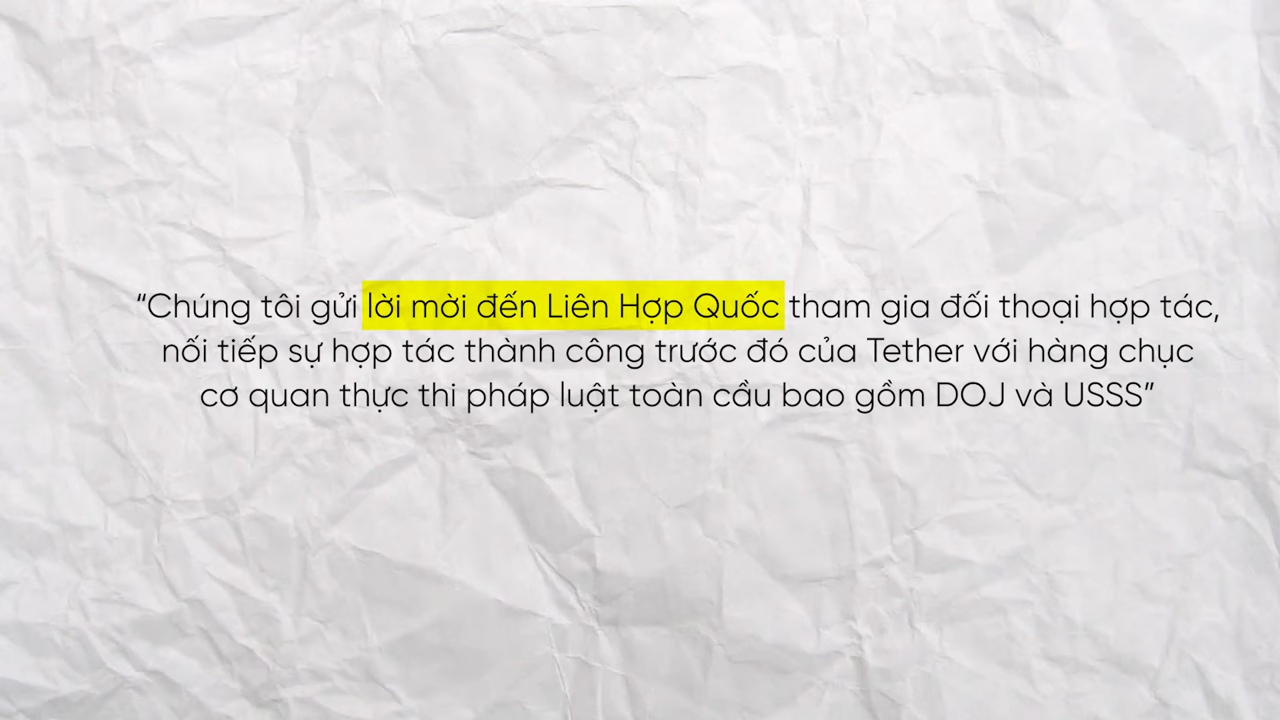 “Chúng tôi gửi lời mời đến Liên Hợp Quốc tham gia đối thoại hợp tác,
nối tiếp sự hợp tác thành công trước đó của Tether với hàng chục
cơ quan thực thi pháp luật toàn cầu bao gồm DOJ và USSS”